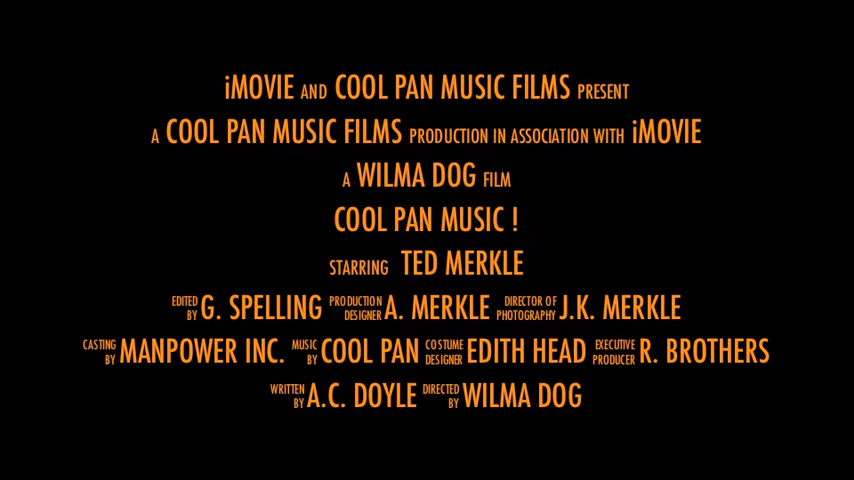 iMOVIE AND COOL PAN MUSIC FILMS PRESENT
A COOL PAN MUSIC FILMS PRODUCTION IN ASSOCIATION WITH iMOVIE
A WILMA DOG FILM
COOL PAN MUSIC !
STARRING TED MERKLE
EDITED BY G. SPELLING PRODUCTION DESIGNER A. MERKLE DIRECTOR OF PHOTOGRAPHY J.K. MERKLE
CASTING BY MANPOWER INC. MUSIC BY COOL PAN COSTUME DESIGNER EDITH HEAD EXECUTIVE PRODUCER R. BROTHERS
WRITTEN BY A.C. DOYLE DIRECTED BY WILMA DOG